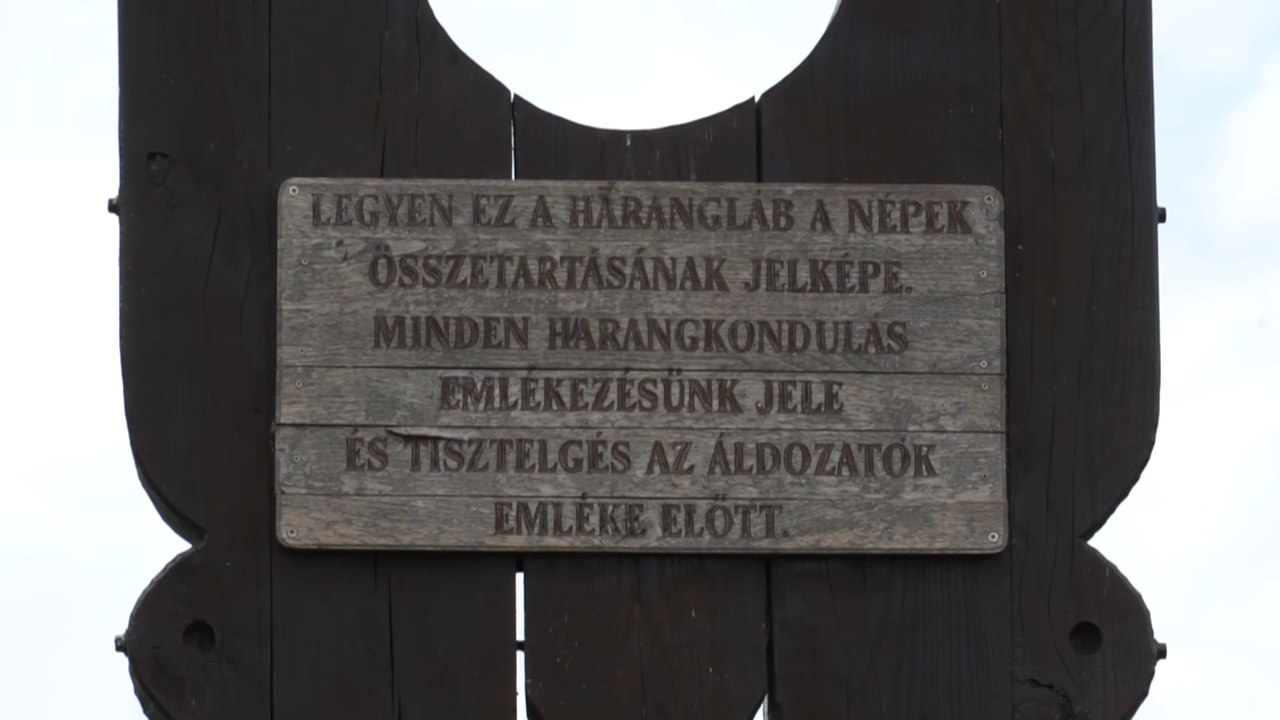 LEGYEN EZ A HARANGLÁB A NÉPEK
ÖSSZETARTÁSÁNAK JELKÉPE.
MINDEN HARANGKONDULÁS
EMLÉKEZÉSÜNK JELE
ÉS TISZTELGÉS AZ ÁLDOZATOK
EMLÉKE ELŐTT.